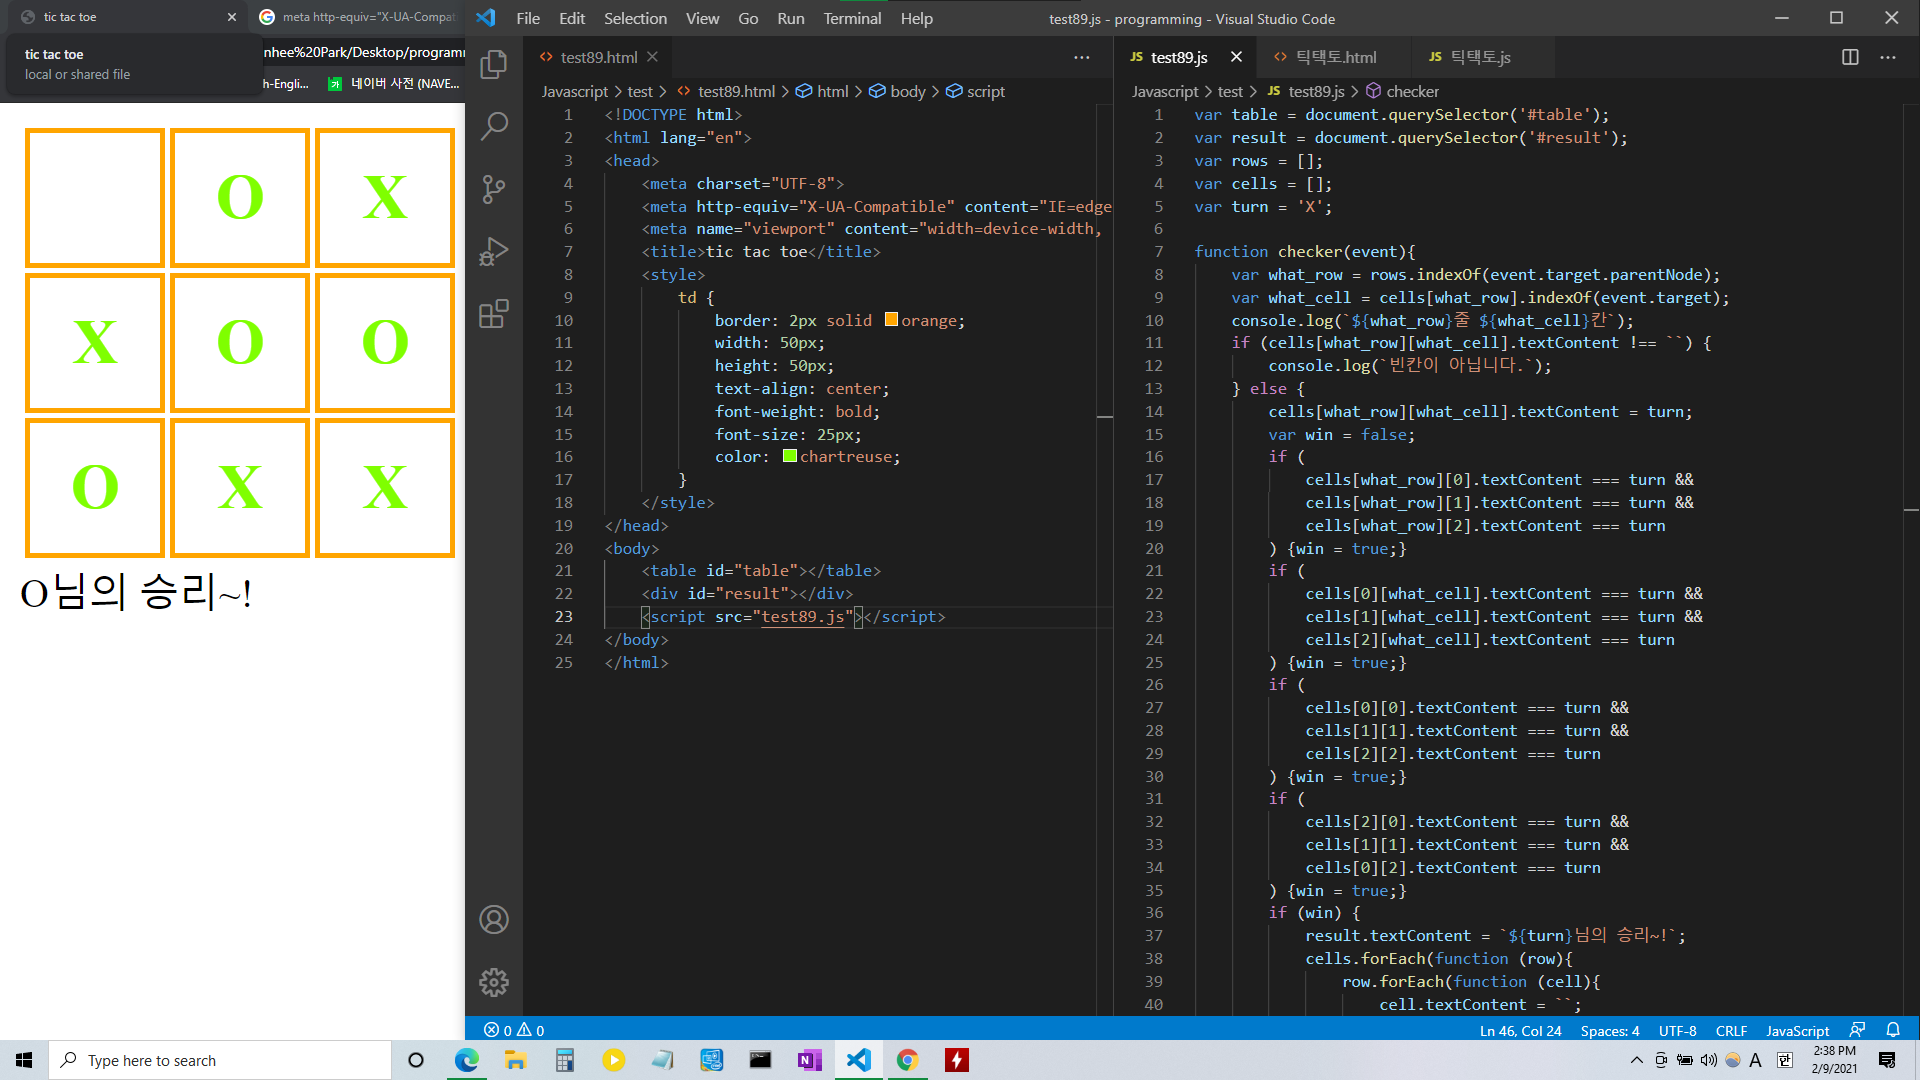 tic tac toe
meta http-equiv="X-UA-Compat
File Edit Selection View Go Run Terminal Help
test89.js - programming - Visual Studio Code
tic tac toe
local or shared file
nhee%20Park/Desktop/programm
h-Engli...
네이버 사전 (NAVE...
O X
X O O
O X X
O님의 승리~!
test89.html
Javascript > test > test89.html > html > body > script
1 <!DOCTYPE html>
2 <html lang="en">
3 <head>
4 <meta charset="UTF-8">
5 <meta http-equiv="X-UA-Compatible" content="IE=edge
6 <meta name="viewport" content="width=device-width,
7 <title>tic tac toe</title>
8 <style>
9 td {
10 border: 2px solid orange;
11 width: 50px;
12 height: 50px;
13 text-align: center;
14 font-weight: bold;
15 font-size: 25px;
16 color: chartreuse;
17 }
18 </style>
19 </head>
20 <body>
21 <table id="table"></table>
22 <div id="result"></div>
23 <script src="test89.js"></script>
24 </body>
25 </html>
JS test89.js
틱택토.html
JS 틱택토.js
Javascript > test > JS test89.js > checker
1 var table = document.querySelector('#table');
2 var result = document.querySelector('#result');
3 var rows = [];
4 var cells = [];
5 var turn = 'X';
6
7 function checker(event){
8 var what_row = rows.indexOf(event.target.parentNode);
9 var what_cell = cells[what_row].indexOf(event.target);
10 console.log(`${what_row}줄 ${what_cell}칸`);
11 if (cells[what_row][what_cell].textContent !== ``) {
12 console.log(`빈칸이 아닙니다.`);
13 } else {
14 cells[what_row][what_cell].textContent = turn;
15 var win = false;
16 if (
17 cells[what_row][0].textContent === turn &&
18 cells[what_row][1].textContent === turn &&
19 cells[what_row][2].textContent === turn
20 ) {win = true;}
21 if (
22 cells[0][what_cell].textContent === turn &&
23 cells[1][what_cell].textContent === turn &&
24 cells[2][what_cell].textContent === turn
25 ) {win = true;}
26 if (
27 cells[0][0].textContent === turn &&
28 cells[1][1].textContent === turn &&
29 cells[2][2].textContent === turn
30 ) {win = true;}
31 if (
32 cells[2][0].textContent === turn &&
33 cells[1][1].textContent === turn &&
34 cells[0][2].textContent === turn
35 ) {win = true;}
36 if (win) {
37 result.textContent = `${turn}님의 승리~!`;
38 cells.forEach(function (row){
39 row.forEach(function (cell){
40 cell.textContent = ``;
0 0
Ln 46, Col 24 Spaces: 4 UTF-8 CRLF JavaScript
Type here to search
A 한
2:38 PM
2/9/2021